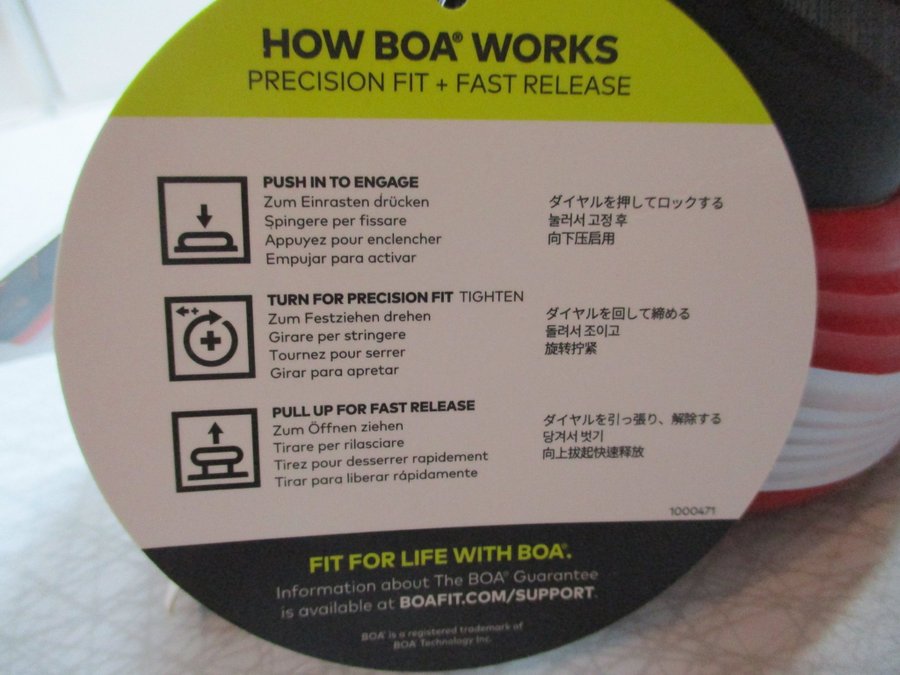 HOW BOA® WORKS
PRECISION FIT + FAST RELEASE
PUSH IN TO ENGAGE
Zum Einrasten drücken
Spingere per fissare
Appuyez pour enclencher
Empujar para activar
ダイヤルを押してロックする
눌러서 고정 후
向下压启用
TURN FOR PRECISION FIT TIGHTEN
Zum Festziehen drehen
Girare per stringere
Tournez pour serrer
Girar para apretar
ダイヤルを回して締める
돌려서 조이고
旋转拧紧
PULL UP FOR FAST RELEASE
Zum Öffnen ziehen
Tirare per rilasciare
Tirez pour desserrer rapidement
Tirar para liberar rápidamente
ダイヤルを引っ張り、解除する
당겨서 벗기
向上拔起快速释放
1000471
FIT FOR LIFE WITH BOA®.
Information about The BOA® Guarantee
is available at BOAFIT.COM/SUPPORT.
BOA® is a registered trademark of
BOA Technology Inc.